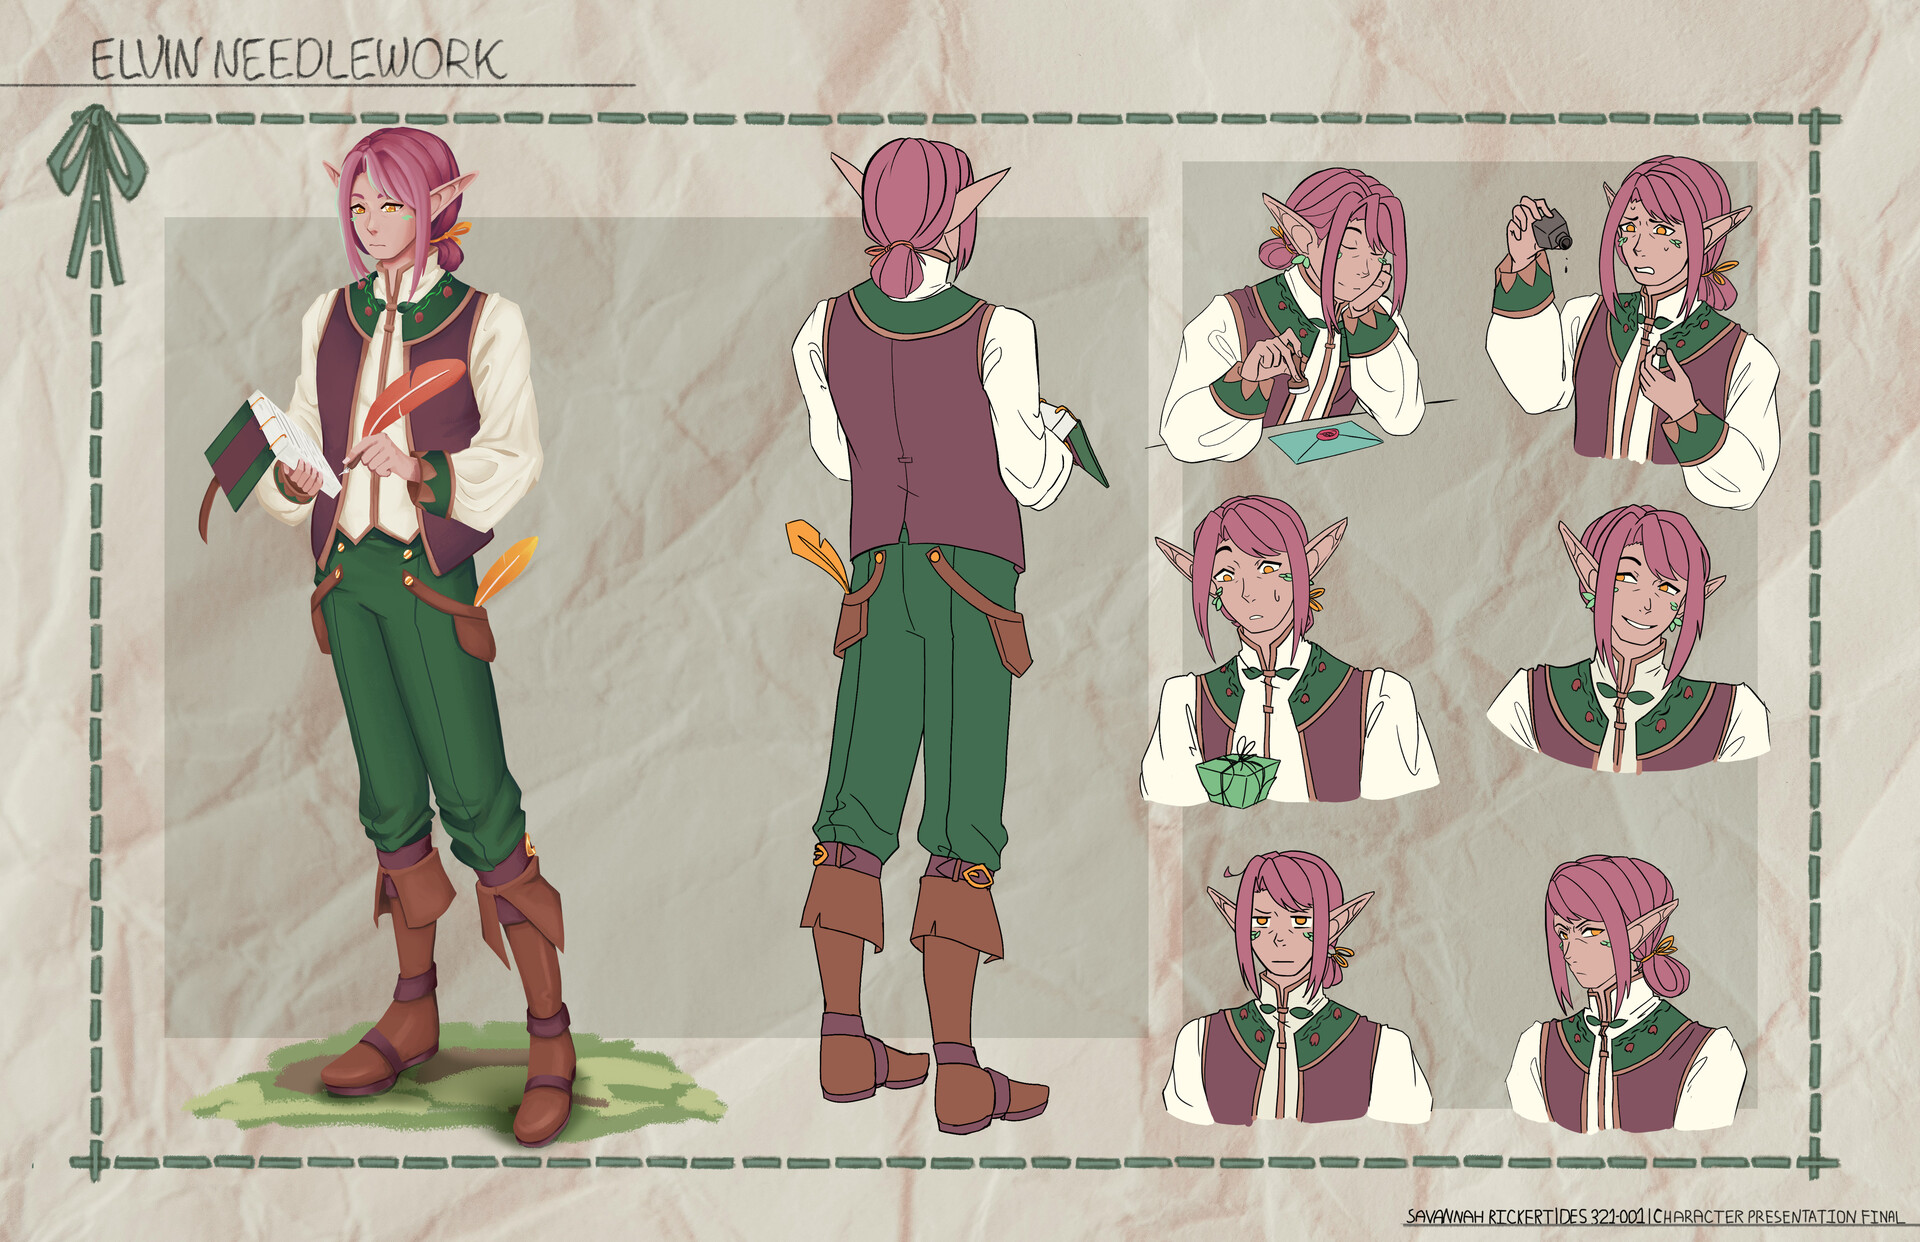 ELVIN NEEDLEWORK
SAVANNAH RICKERT|DES 321-001|CHARACTER PRESENTATION FINAL